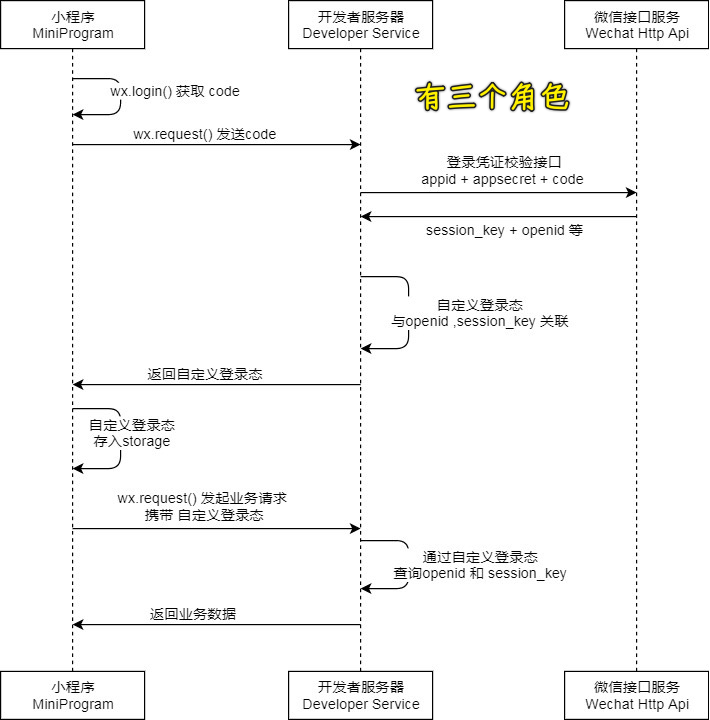 小程序
MiniProgram
开发者服务器
Developer Service
微信接口服务
Wechat Http Api
wx.login() 获取 code
有三个角色
wx.request() 发送code
登录凭证校验接口
appid + appsecret + code
session_key + openid 等
自定义登录态
与openid ,session_key 关联
返回自定义登录态
自定义登录态
存入storage
wx.request() 发起业务请求
携带 自定义登录态
通过自定义登录态
查询openid 和 session_key
返回业务数据
小程序
MiniProgram
开发者服务器
Developer Service
微信接口服务
Wechat Http Api